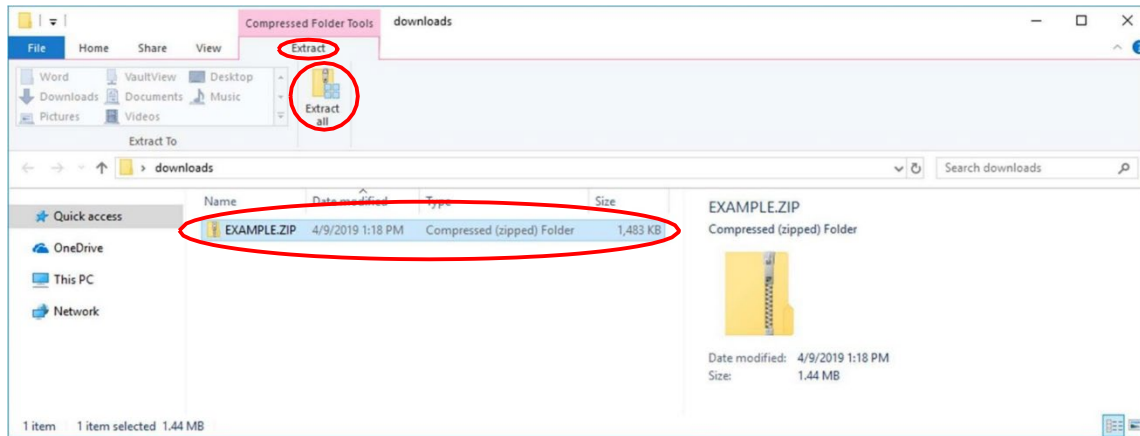 Compressed Folder Tools downloads
File Home Share View Extract
Word VaultView Desktop
Downloads Documents Music
Pictures Videos
Extract all
Extract To
downloads
Search downloads
Name Date modified Type Size
EXAMPLE.ZIP 4/9/2019 1:18 PM Compressed (zipped) Folder 1,483 KB
Quick access
OneDrive
This PC
Network
EXAMPLE.ZIP
Compressed (zipped) Folder
Date modified: 4/9/2019 1:18 PM
Size: 1.44 MB
1 item 1 item selected 1.44 MB